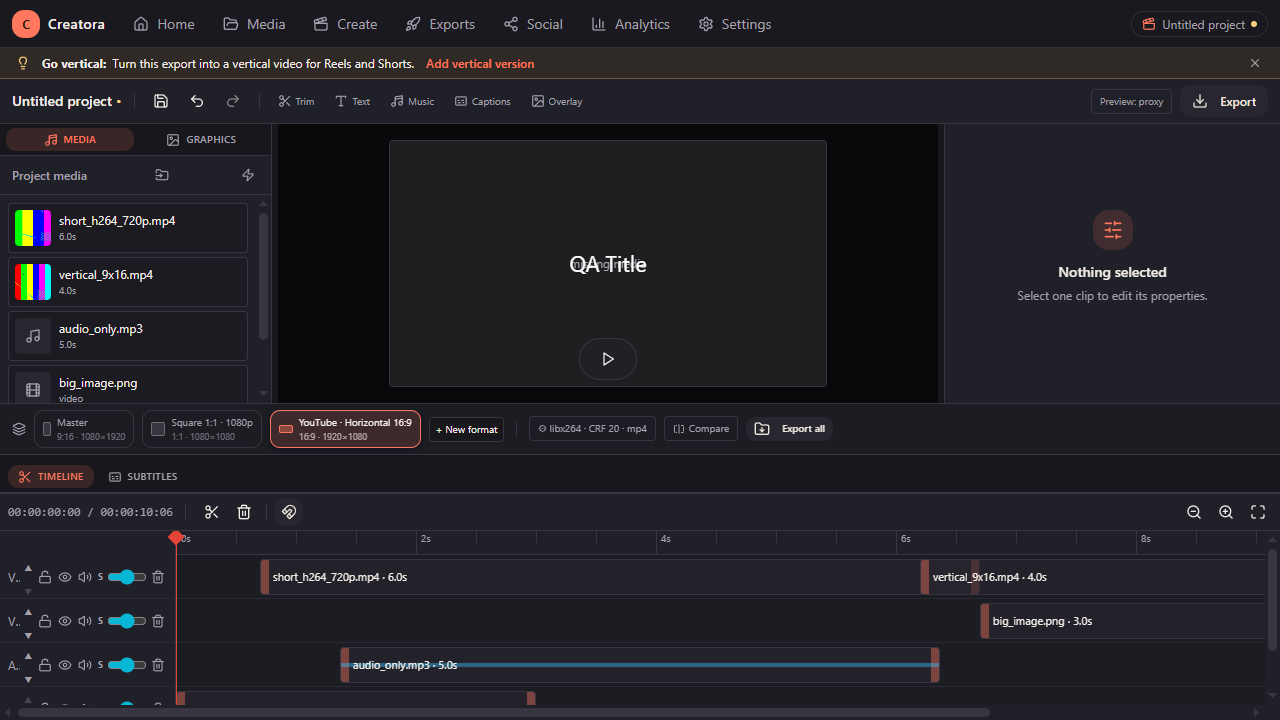 C Creatora Home Media Create Exports Social Analytics Settings Untitled project
Go vertical: Turn this export into a vertical video for Reels and Shorts. Add vertical version
Untitled project • Trim Text Music Captions Overlay Preview: proxy Export
MEDIA GRAPHICS
Project media
short_h264_720p.mp4
6.0s
vertical_9x16.mp4
4.0s
audio_only.mp3
5.0s
big_image.png
video
QA Title
Nothing selected
Select one clip to edit its properties.
Master
9:16 · 1080×1920
Square 1:1 · 1080p
1:1 · 1080×1080
YouTube · Horizontal 16:9
16:9 · 1920×1080
+ New format
libx264 · CRF 20 · mp4
Compare
Export all
TIMELINE SUBTITLES
00:00:00:00 / 00:00:10:06
0s 2s 4s 6s 8s
V.. S short_h264_720p.mp4 · 6.0s vertical_9x16.mp4 · 4.0s
V.. S big_image.png · 3.0s
A.. S audio_only.mp3 · 5.0s